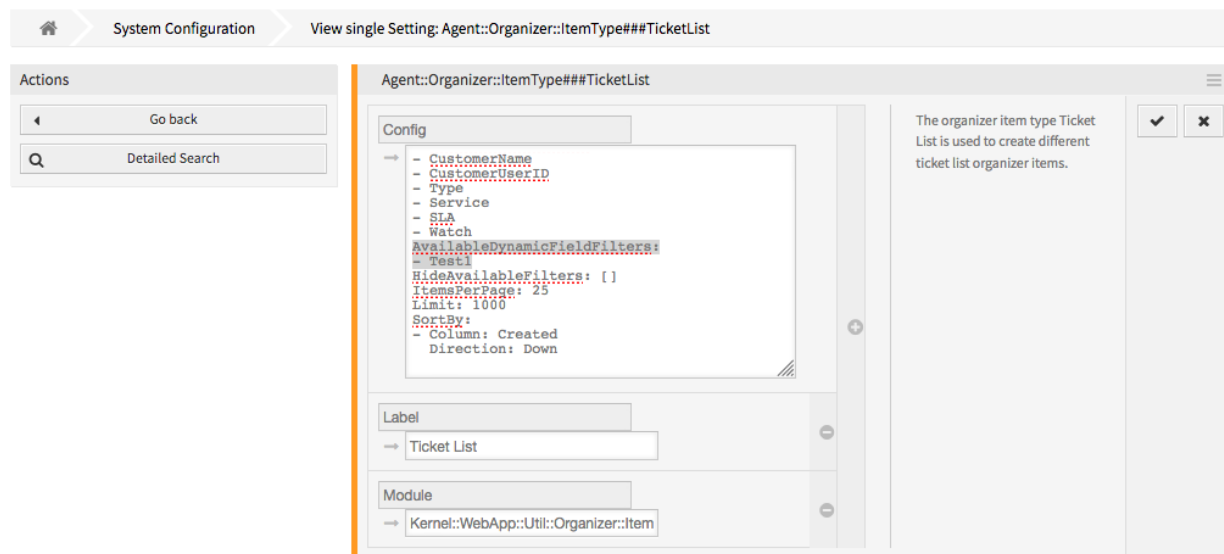 System Configuration
View single Setting: Agent::Organizer::ItemType###TicketList
Actions
Go back
Detailed Search
Agent::Organizer::ItemType###TicketList
Config
- CustomerName
- CustomerUserID
- Type
- Service
- SLA
- Watch
AvailableDynamicFieldFilters:
- Test1
HideAvailableFilters: []
ItemsPerPage: 25
Limit: 1000
SortBy:
- Column: Created
Direction: Down
Label
Ticket List
Module
Kernel::WebApp::Util::Organizer::Item
The organizer item type Ticket
List is used to create different
ticket list organizer items.